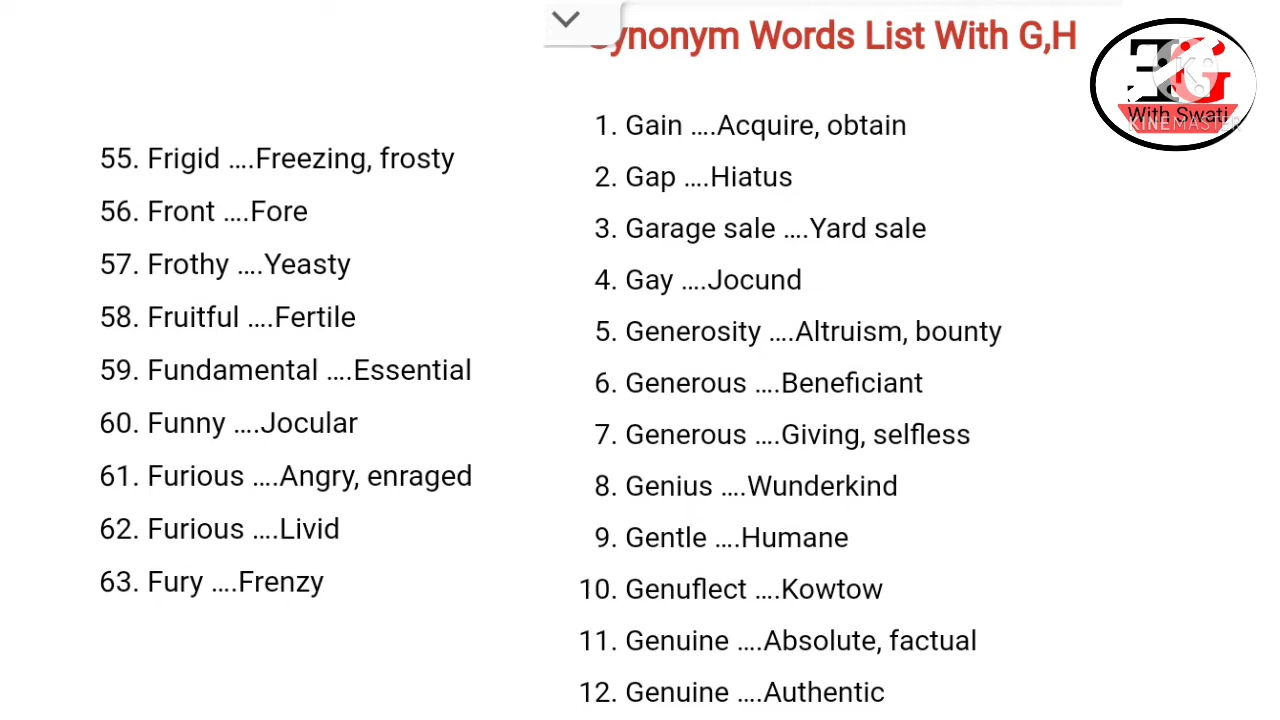 55. Frigid ....Freezing, frosty
56. Front ....Fore
57. Frothy ....Yeasty
58. Fruitful ....Fertile
59. Fundamental ....Essential
60. Funny ....Jocular
61. Furious ....Angry, enraged
62. Furious ....Livid
63. Fury ....Frenzy
Synonym Words List With G,H
1. Gain ....Acquire, obtain
2. Gap ....Hiatus
3. Garage sale ....Yard sale
4. Gay ....Jocund
5. Generosity ....Altruism, bounty
6. Generous ....Beneficiant
7. Generous ....Giving, selfless
8. Genius ....Wunderkind
9. Gentle ....Humane
10. Genuflect ....Kowtow
11. Genuine ....Absolute, factual
12. Genuine ....Authentic
With Swati
KINEMASTER